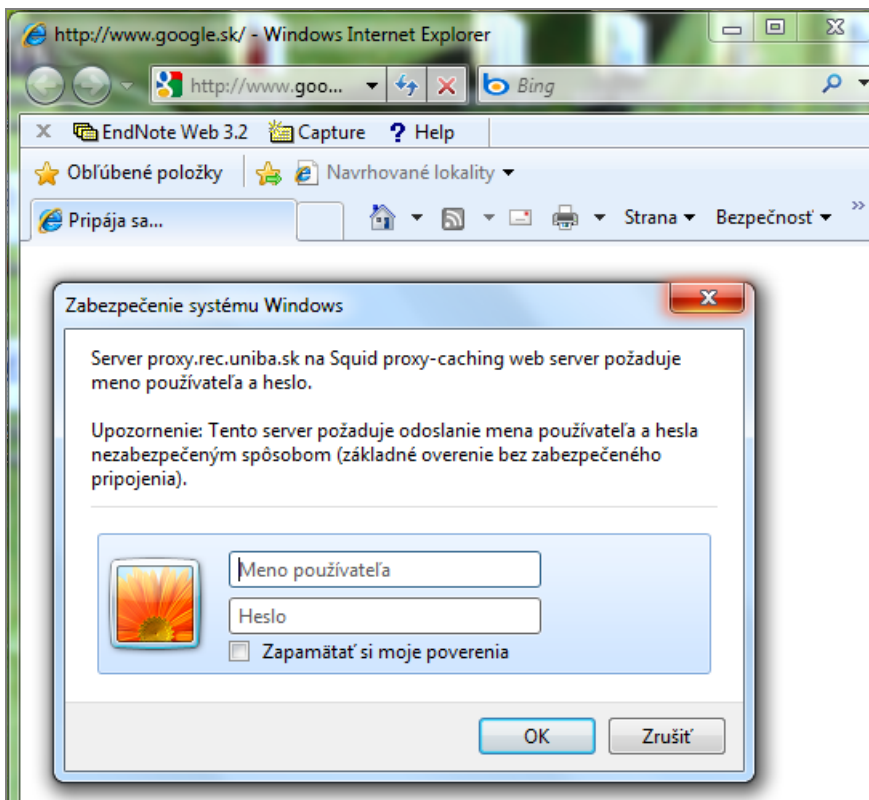 http://www.google.sk/ - Windows Internet Explorer
http://www.goo... Bing
x EndNote Web 3.2 Capture ? Help
Obľúbené položky Navrhované lokality
Pripája sa... Strana Bezpečnosť »
Zabezpečenie systému Windows
Server proxy.rec.uniba.sk na Squid proxy-caching web server požaduje
meno používateľa a heslo.
Upozornenie: Tento server požaduje odoslanie mena používateľa a hesla
nezabezpečeným spôsobom (základné overenie bez zabezpečeného
pripojenia).
Meno používateľa
Heslo
Zapamätať si moje poverenia
OK Zrušiť